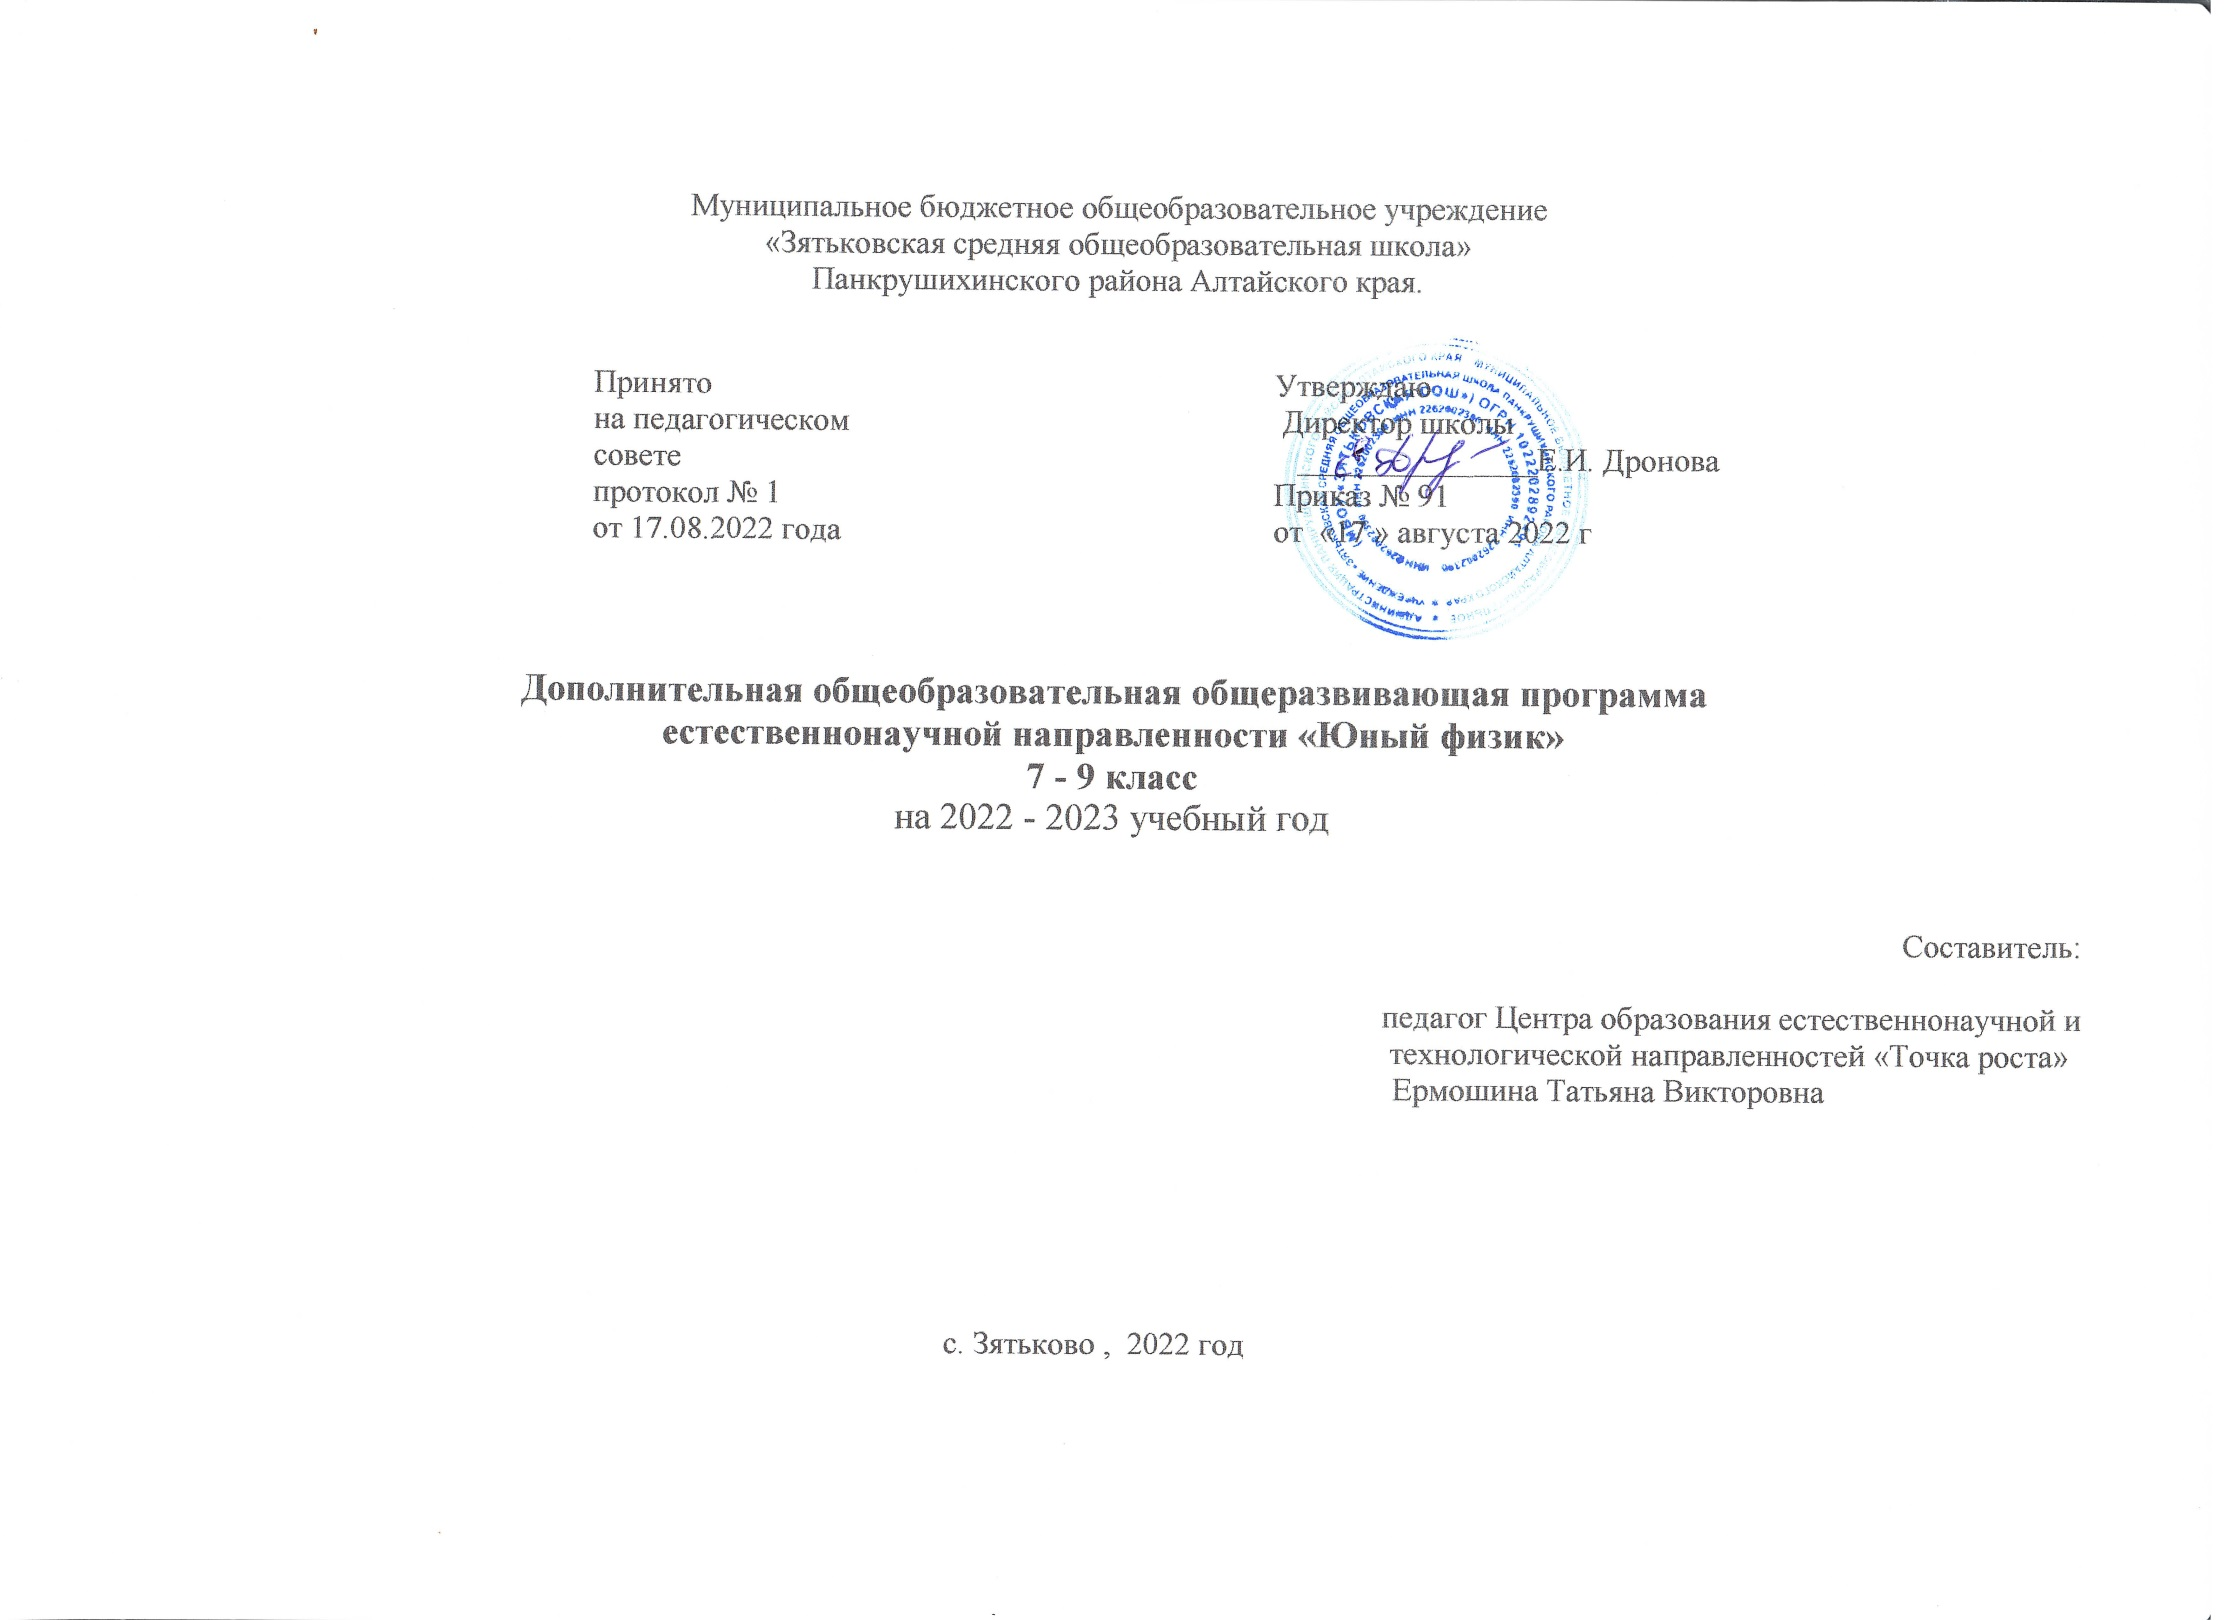 Муниципальное бюджетное общеобразовательное учреждение
«Зятьковская средняя общеобразовательная школа»
Панкрушихинского района Алтайского края.
Принято
на педагогическом
совете
протокол № 1
от 17.08.2022 года
Утверждаю
Директор школы
Е.И. Дронова
Приказ № 91
от «17 » августа 2022 г
Дополнительная общеобразовательная общеразвивающая программа
естественнонаучной направленности «Юный физик»
7 - 9 класс
на 2022 - 2023 учебный год
Составитель:
педагог Центра образования естественнонаучной и
технологической направленностей «Точка роста»
Ермошина Татьяна Викторовна
с. Зятьково , 2022 год